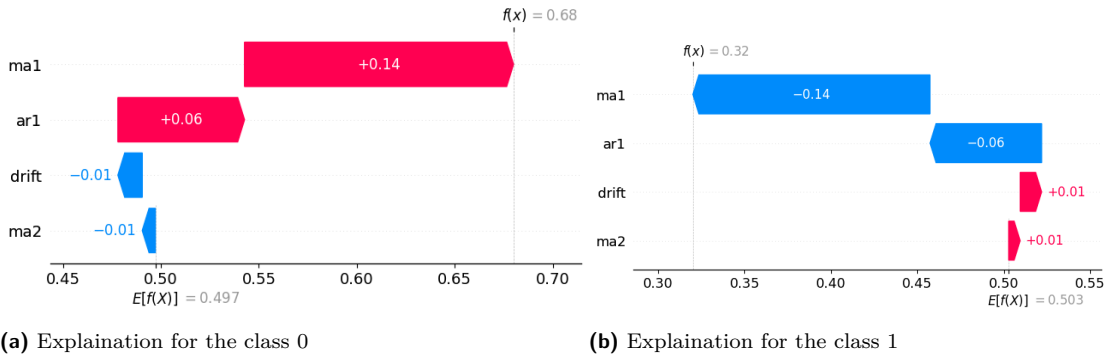 f(x) = 0.68
ma1
+0.14
ar1
+0.06
drift
−0.01
ma2
−0.01
0.45 0.50 0.55 0.60 0.65 0.70
E[f(X)] = 0.497
(a) Explaination for the class 0
f(x) = 0.32
ma1
−0.14
ar1
−0.06
drift
+0.01
ma2
+0.01
0.30 0.35 0.40 0.45 0.50 0.55
E[f(X)] = 0.503
(b) Explaination for the class 1